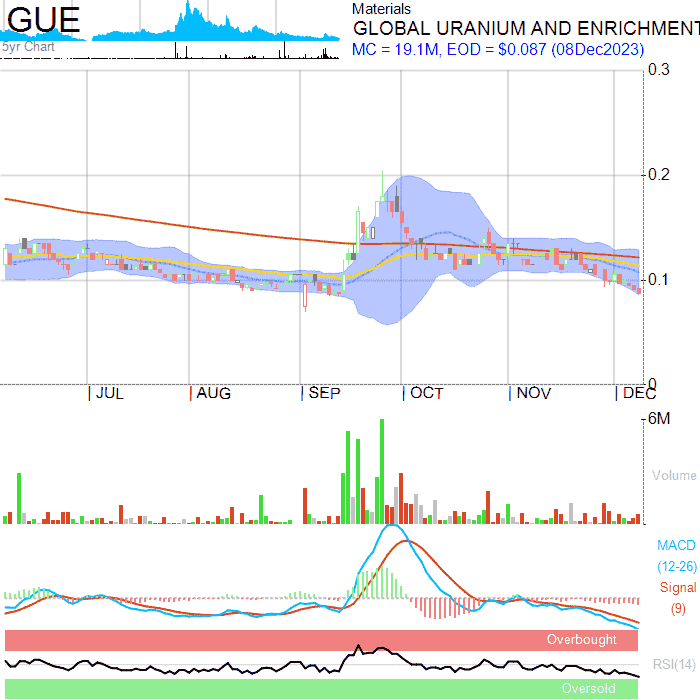 GUE
5yr Chart
Materials
GLOBAL URANIUM AND ENRICHMENT
MC = 19.1M, EOD = $0.087 (08Dec2023)
0.3
0.2
0.1
0
JUL AUG SEP OCT NOV DEC
6M
Volume
MACD
(12-26)
Signal
(9)
Overbought
RSI(14)
Oversold